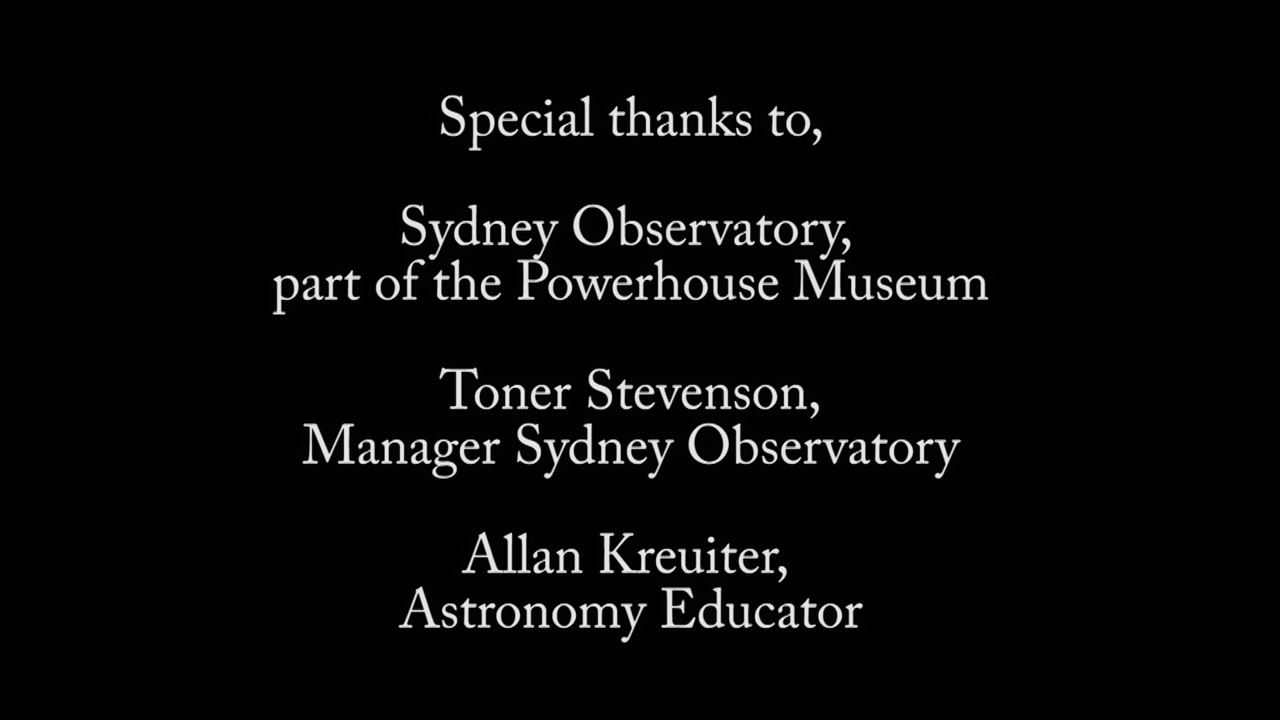 Special thanks to,
Sydney Observatory,
part of the Powerhouse Museum
Toner Stevenson,
Manager Sydney Observatory
Allan Kreuiter,
Astronomy Educator